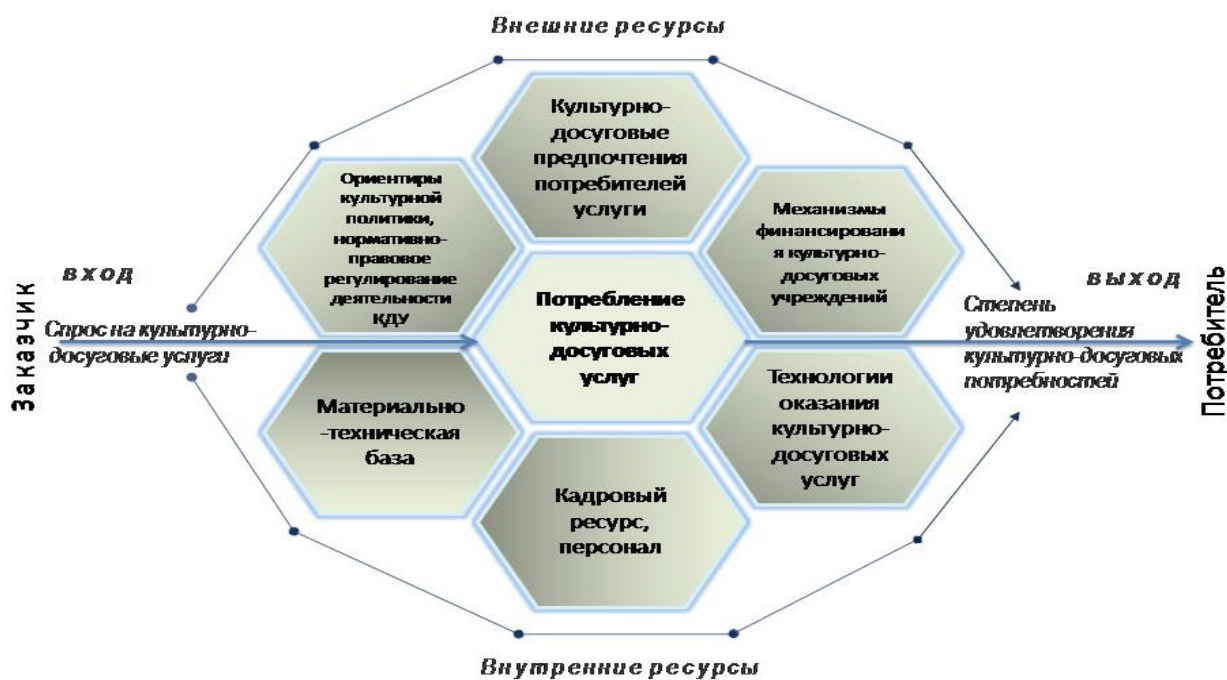 Внешние ресурсы
Культурно-
досуговые
предпочтения
потребителей
услуги
Ориентиры
культурной
политики,
нормативно-
правовое
регулирование
деятельности
КДУ
Механизмы
финансировани
я культурно-
досуговых
учреждений
Заказчик
вход
Спрос на культурно-
досуговые услуги
Потребление
культурно-
досуговых
услуг
выход
Степень
удовлетворения
культурно-досуговых
потребностей
Потребитель
Материально
-техническая
база
Кадровый
ресурс,
персонал
Технологии
оказания
культурно-
досуговых
услуг
Внутренние ресурсы